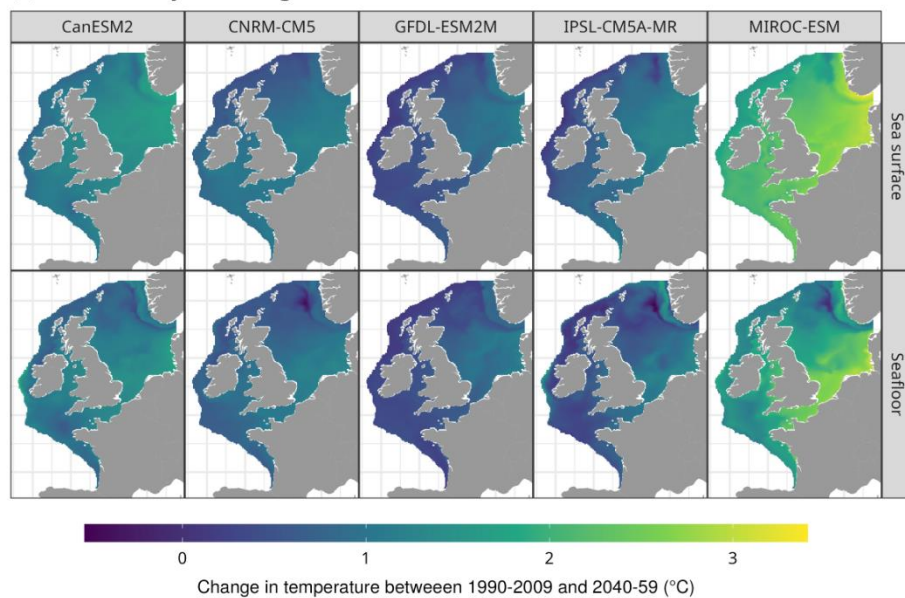 CanESM2
CNRM-CM5
GFDL-ESM2M
IPSL-CM5A-MR
MIROC-ESM
Sea surface
Seafloor
0
1
2
3
Change in temperature betweeen 1990-2009 and 2040-59 (°C)